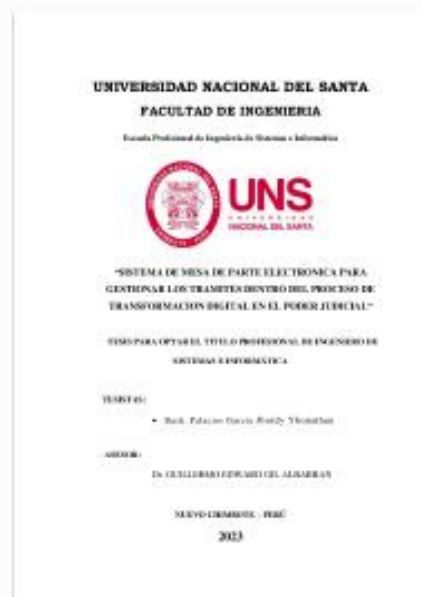 UNIVERSIDAD NACIONAL DEL SANTA
FACULTAD DE INGENIERIA
Escuela Profesional de Ingeniería de Sistemas e Informática
UNS
UNIVERSIDAD
NACIONAL DEL SANTA
"SISTEMA DE MESA DE PARTE ELECTRONICA PARA
GESTIONAR LOS TRAMITES DENTRO DEL PROCESO DE
TRANSFORMACION DIGITAL EN EL PODER JUDICIAL"
TESIS PARA OPTAR EL TITULO PROFESIONAL DE INGENIERO DE
SISTEMAS E INFORMÁTICA
TESISTAS:
• Bach. Palacios Garcia
ASESOR:
Dr. GUILLERMO EDWARD GIL ALBARRAN
NUEVO CHIMBOTE - PERÚ
2023